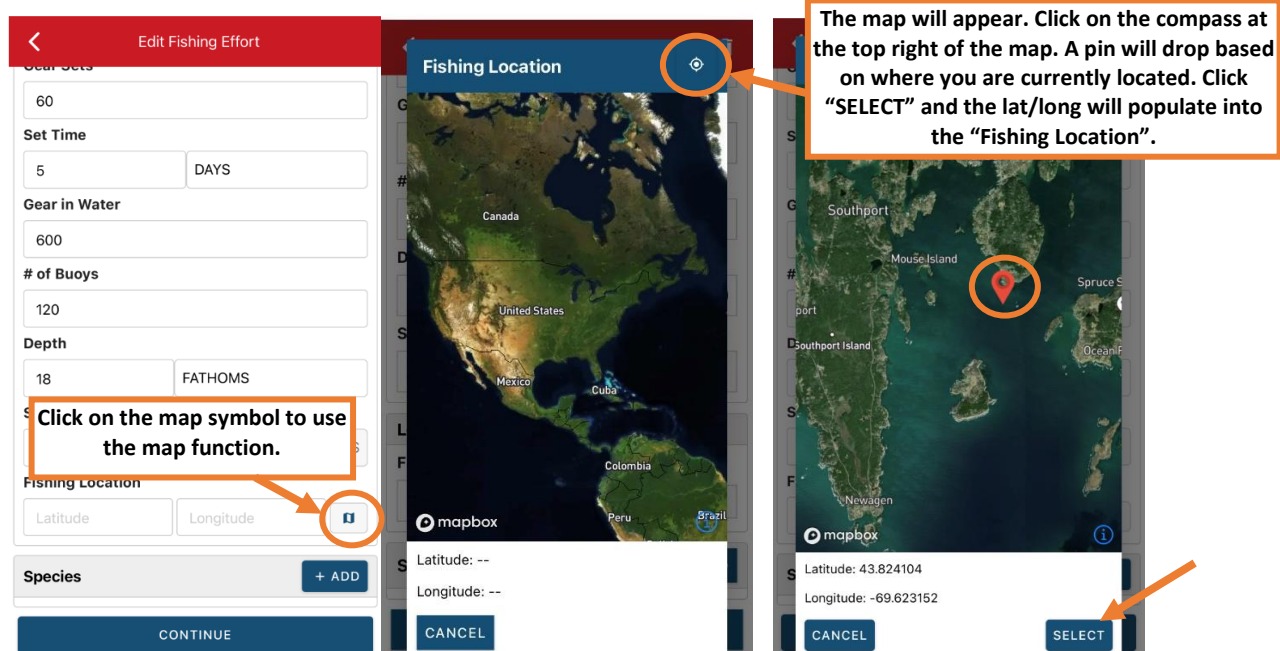 Edit Fishing Effort
Gear Sets
60
Set Time
5
DAYS
Gear in Water
600
# of Buoys
120
Depth
18
FATHOMS
Click on the map symbol to use
the map function.
Fishing Location
Latitude
Longitude
Species
+ ADD
CONTINUE
Fishing Location
Canada
United States
Mexico
Cuba
Colombia
Peru
Brazil
mapbox
Latitude: --
Longitude: --
CANCEL
The map will appear. Click on the compass at
the top right of the map. A pin will drop based
on where you are currently located. Click
“SELECT” and the lat/long will populate into
the “Fishing Location”.
Southport
Mouse Island
Spruce S
port
Southport Island
Ocean P
Newagen
mapbox
Latitude: 43.824104
Longitude: -69.623152
CANCEL
SELECT